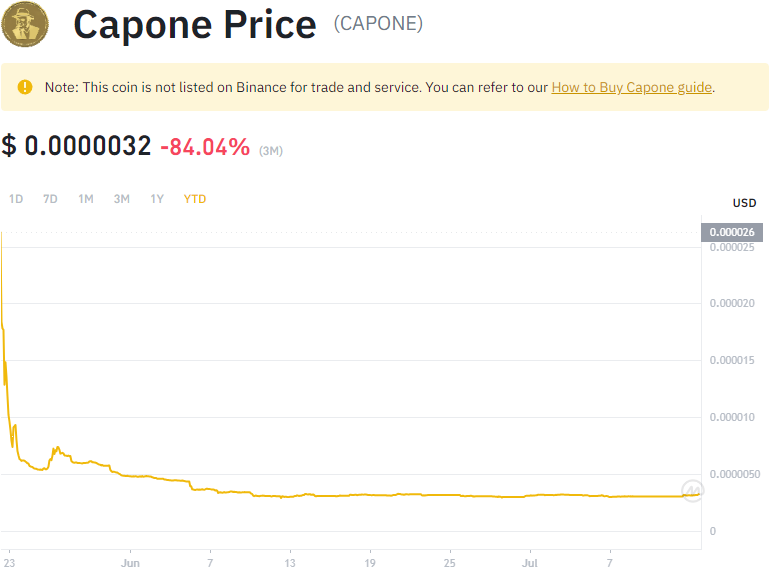 Capone Price (CAPONE)
Note: This coin is not listed on Binance for trade and service. You can refer to our How to Buy Capone guide.
$ 0.0000032 -84.04% (3M)
1D 7D 1M 3M 1Y YTD
USD
0.000026
0.000025
0.000020
0.000015
0.000010
0.0000050
0
23 Jun 7 13 19 25 Jul 7